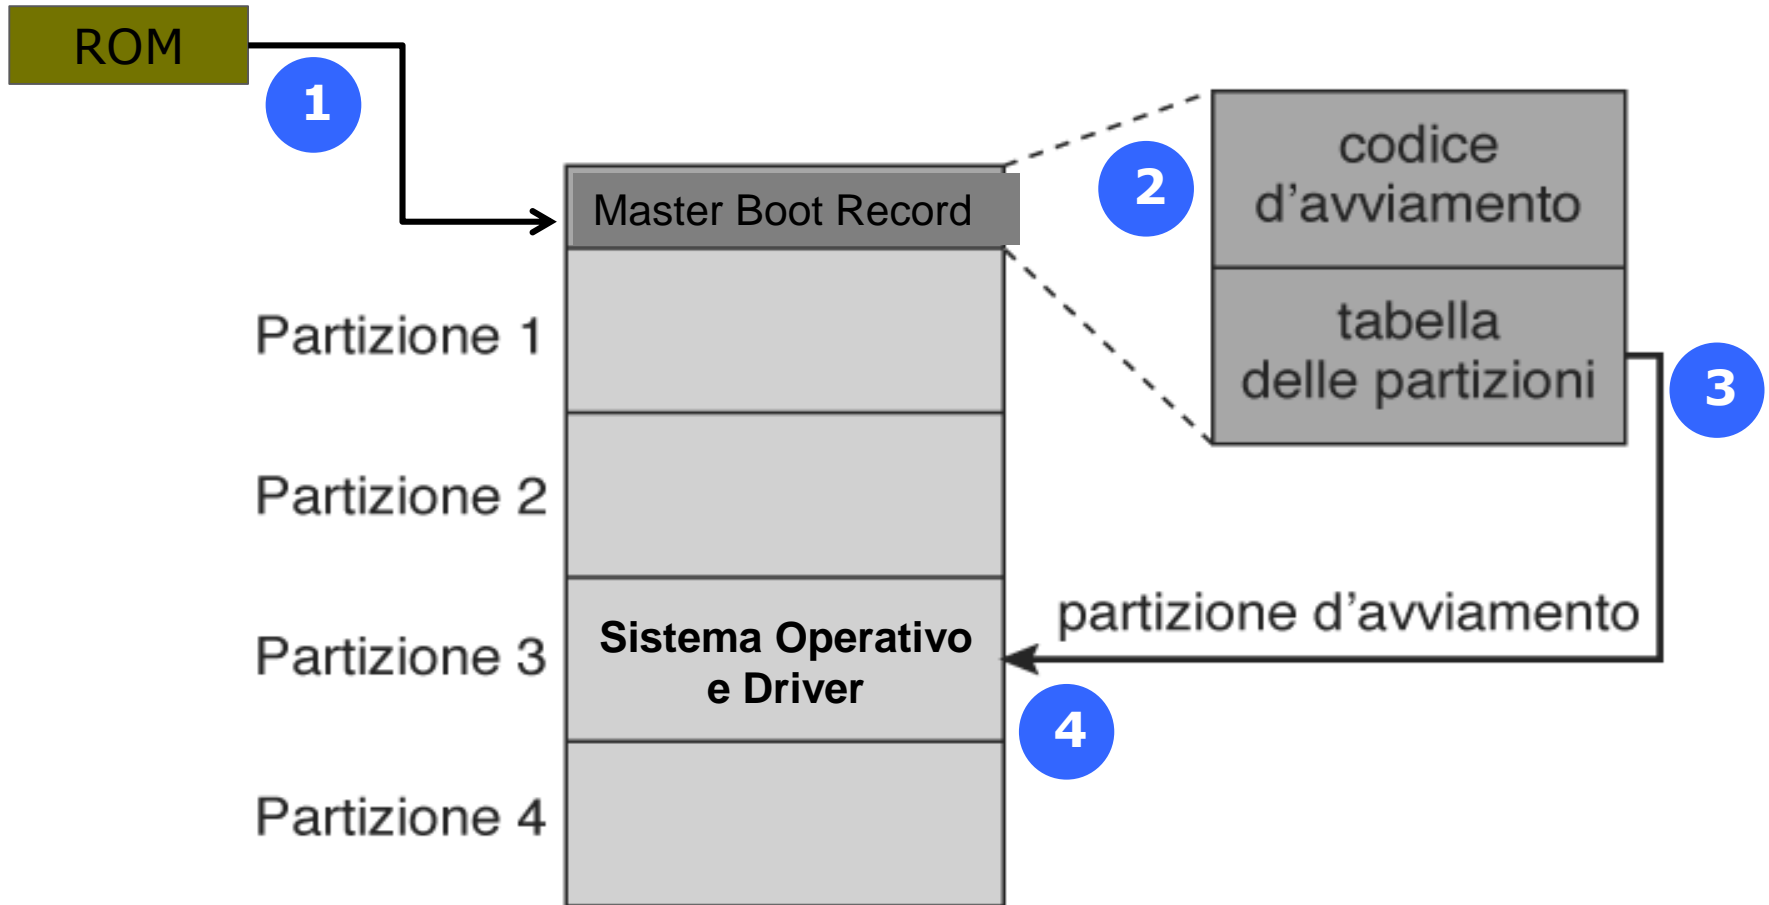 ROM
1
Master Boot Record
2
codice
d’avviamento
tabella
delle partizioni
3
Partizione 1
Partizione 2
Partizione 3
Sistema Operativo
e Driver
partizione d’avviamento
4
Partizione 4